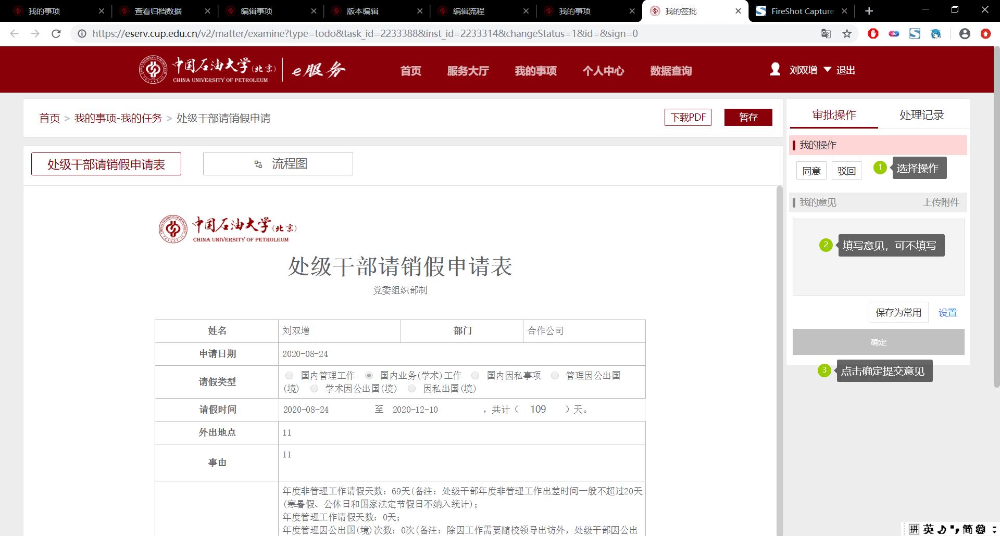 我的事项 查看归档数据 编辑事项 版本编辑 编辑流程 我的事项 我的签批 FireShot Capture
https://eserv.cup.edu.cn/v2/matter/examine?type=todo&task_id=2233388&inst_id=2233314&changeStatus=1&id=&sign=0
中国石油大学(北京) e服务
CHINA UNIVERSITY OF PETROLEUM
首页 服务大厅 我的事项 个人中心 数据查询 刘双增 退出
首页 > 我的事项-我的任务 > 处级干部请销假申请 下载PDF 暂存
处级干部请销假申请表 流程图
中国石油大学(北京)
CHINA UNIVERSITY OF PETROLEUM
处级干部请销假申请表
党委组织部制
姓名 刘双增 部门 合作公司
申请日期 2020-08-24
请假类型 国内管理工作 国内业务(学术)工作 国内因私事项 管理因公出国
(境) 学术因公出国(境) 因私出国(境)
请假时间 2020-08-24 至 2020-12-10 ，共计（ 109 ）天。
外出地点 11
事由 11
年度非管理工作请假天数：69天(备注：处级干部年度非管理工作出差时间一般不超过20天
(寒暑假、公休日和国家法定节假日不纳入统计)；
年度管理工作请假天数：0天；
年度管理因公出国(境)次数：0次(备注：除因工作需要随校领导出访外，处级干部因公出
审批操作 处理记录
我的操作
同意 驳回 1 选择操作
我的意见 上传附件
2 填写意见，可不填写
保存为常用 设置
确定
3 点击确定提交意见
拼 英 简